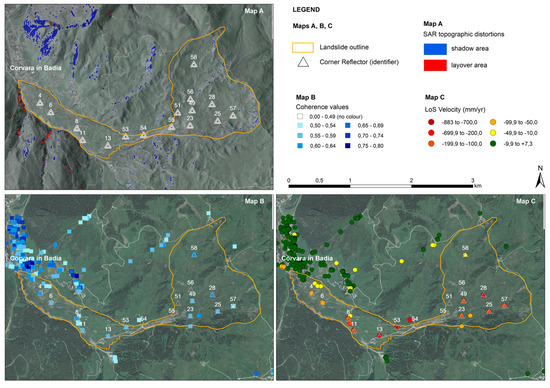 Map A
58
Corvara in Badia
4
6
56
49
28
51
57
8
55
23
25
53
54
11
13
LEGEND
Maps A, B, C
Landslide outline
Corner Reflector (identifier)
Map A
SAR topographic distortions
shadow area
layover area
Map B
Coherence values
0,00 - 0,49 (no colour)
0,50 - 0,54
0,55 - 0,59
0,60 - 0,64
0,65 - 0,69
0,70 - 0,74
0,75 - 0,80
Map C
LoS Velocity (mm/yr)
-883 to -700,0
-699,9 to -200,0
-199,9 to -100,0
-99,9 to -50,0
-49,9 to -10,0
-9,9 to +7,3
N
0 0.5 1 2 3
km
Map B
58
Corvara in Badia
4
6
56
49
28
51
57
8
55
23
25
11
53
54
13
Map C
58
Corvara in Badia
4
6
56
49
28
51
57
8
55
23
25
11
53
54
13